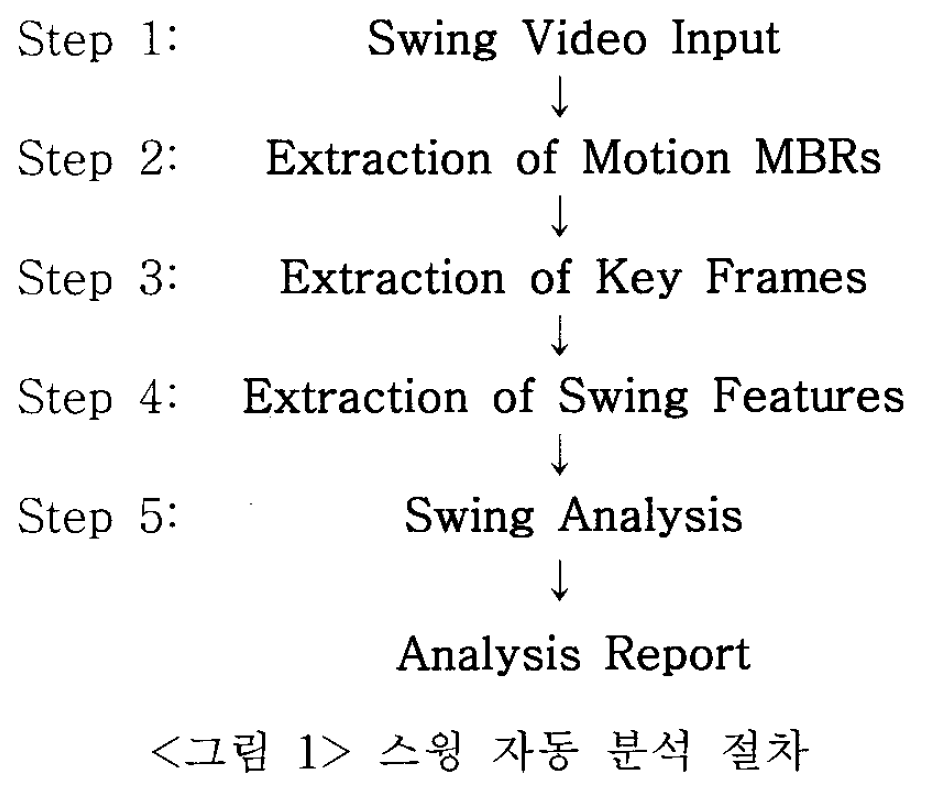 Step 1: Swing Video Input
↓
Step 2: Extraction of Motion MBRs
↓
Step 3: Extraction of Key Frames
↓
Step 4: Extraction of Swing Features
↓
Step 5: Swing Analysis
↓
Analysis Report
<그림 1> 스윙 자동 분석 절차